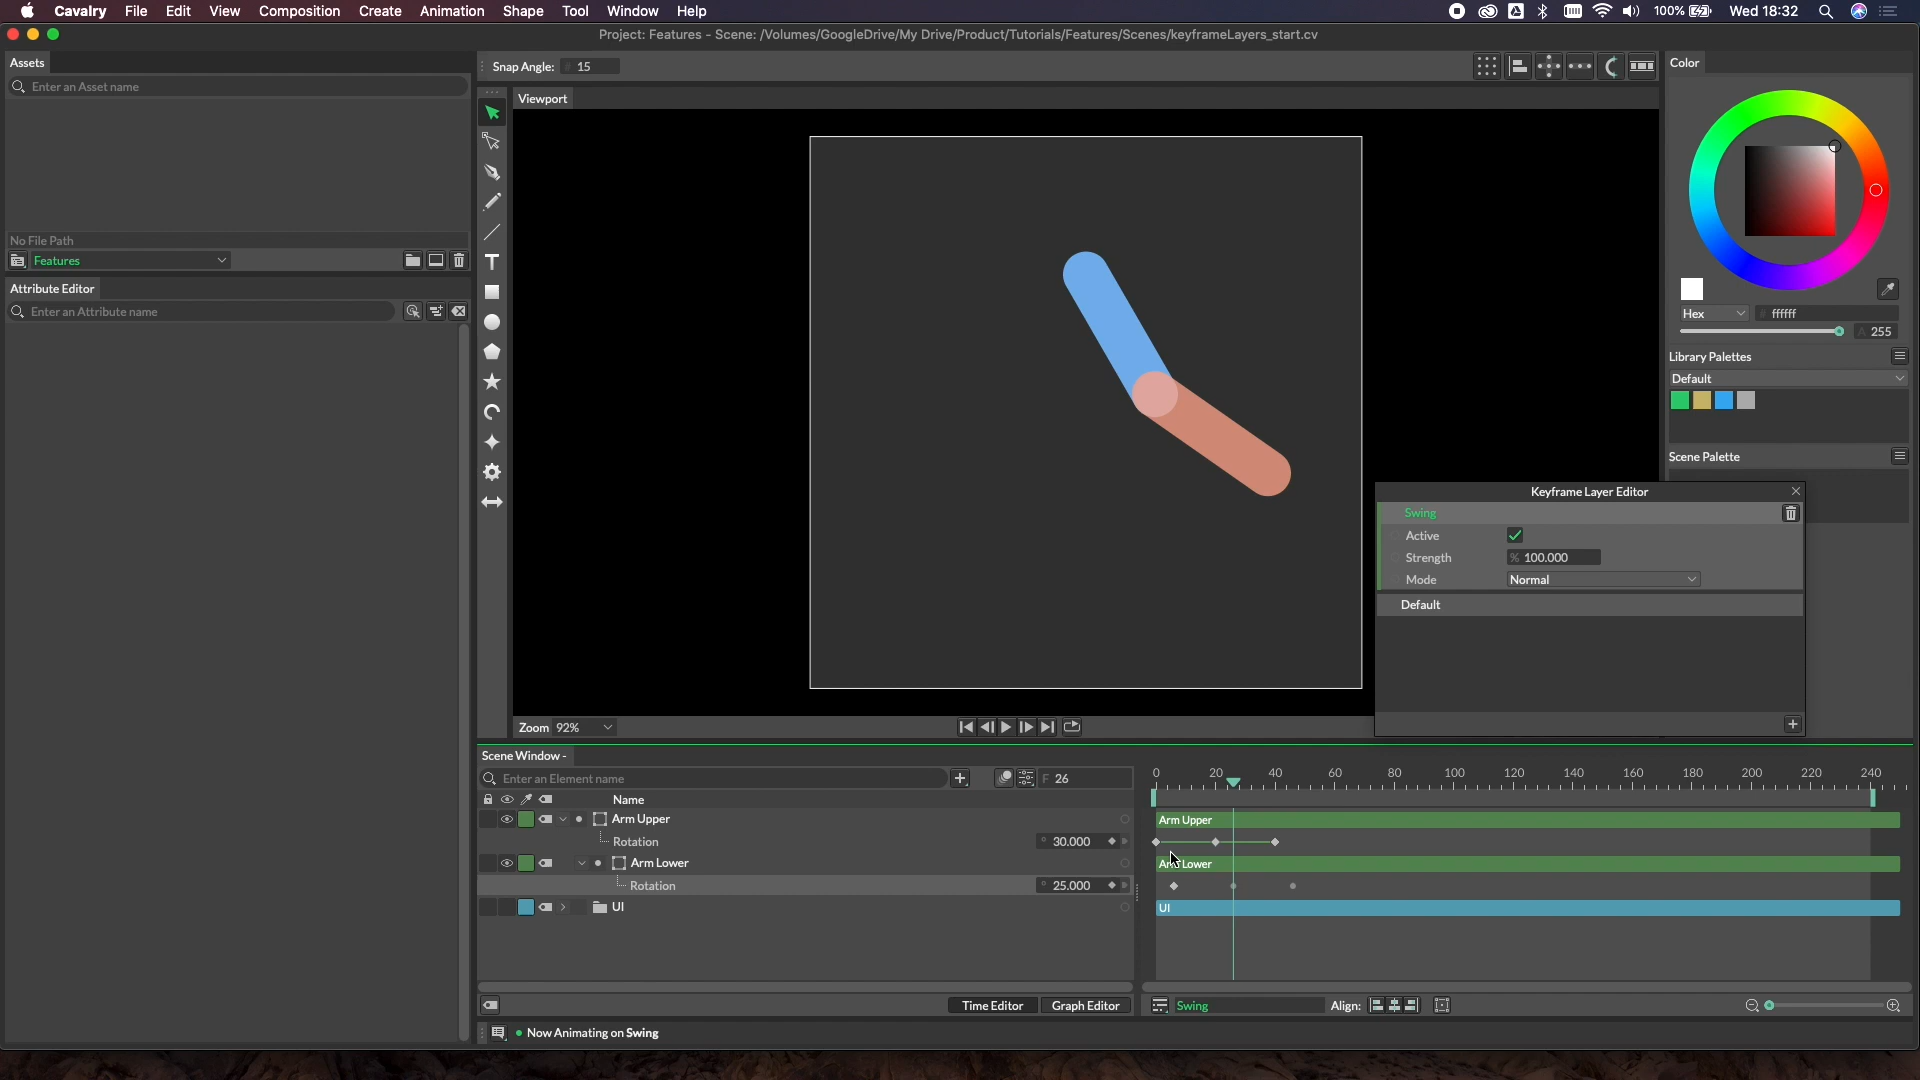 Cavalry File Edit View Composition Create Animation Shape Tool Window Help 100% Wed 18:32
Project: Features - Scene: /Volumes/GoogleDrive/My Drive/Product/Tutorials/Features/Scenes/keyframeLayers_start.cv
Assets
Enter an Asset name
No File Path
Features
Attribute Editor
Enter an Attribute name
Snap Angle: 15
Viewport
T
Zoom 92%
Color
Hex # ffffff
A 255
Library Palettes
Default
Scene Palette
Keyframe Layer Editor
Swing
Active
Strength % 100.000
Mode Normal
Default
Scene Window -
Enter an Element name
F 26
Name
Arm Upper
Rotation ° 30.000
Arm Lower
Rotation ° 25.000
UI
0 20 40 60 80 100 120 140 160 180 200 220 240
Arm Upper
Arm Lower
UI
Time Editor Graph Editor
Swing Align:
Now Animating on Swing